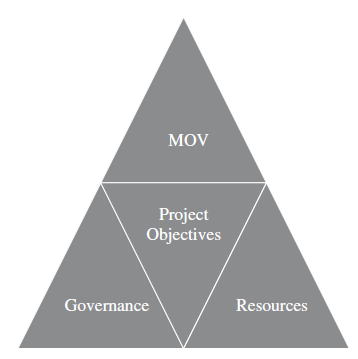 MOV
Project
Objectives
Governance
Resources